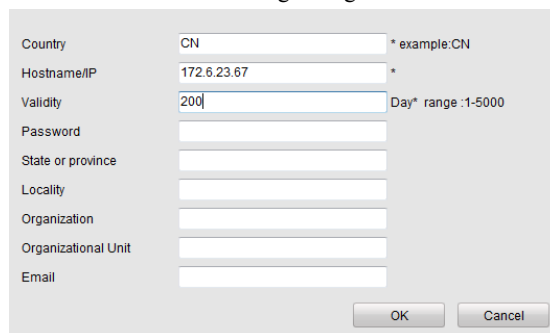 Country CN * example:CN
Hostname/IP 172.6.23.67 *
Validity 200 Day* range :1-5000
Password
State or province
Locality
Organization
Organizational Unit
Email
OK Cancel